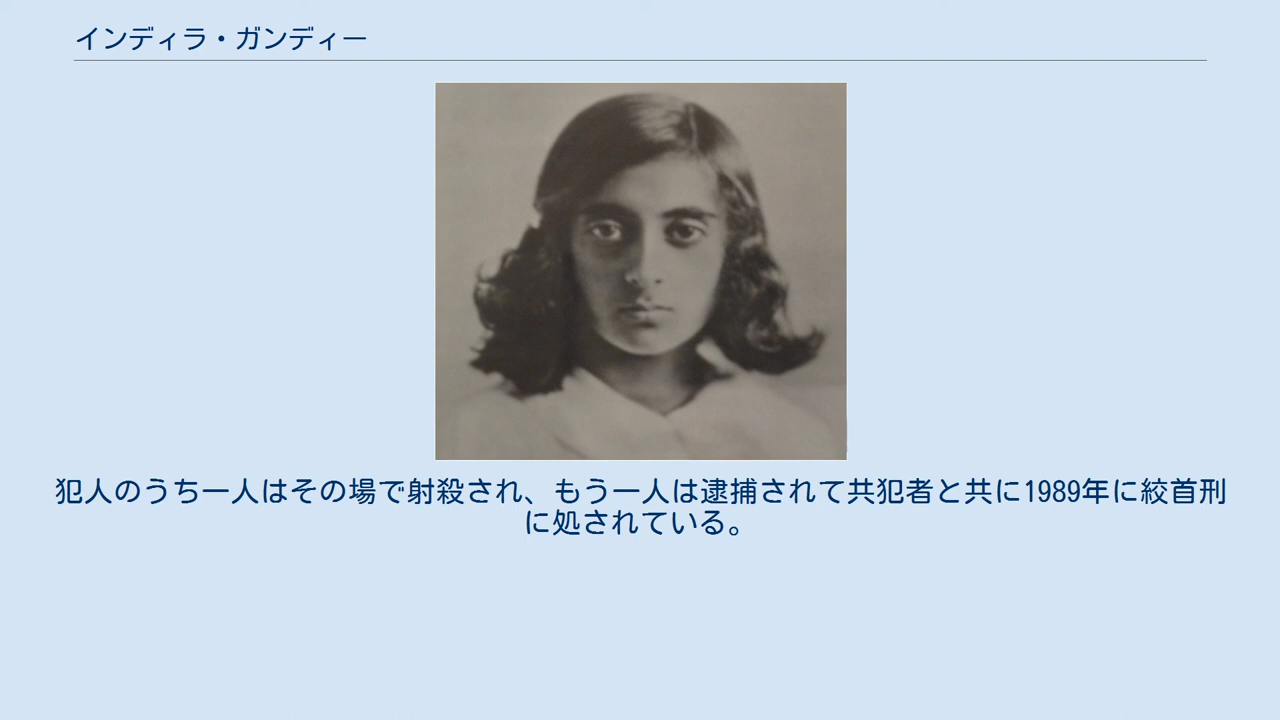 インディラ・ガンディー
犯人のうち一人はその場で射殺され、もう一人は逮捕されて共犯者と共に1989年に絞首刑
に処されている。